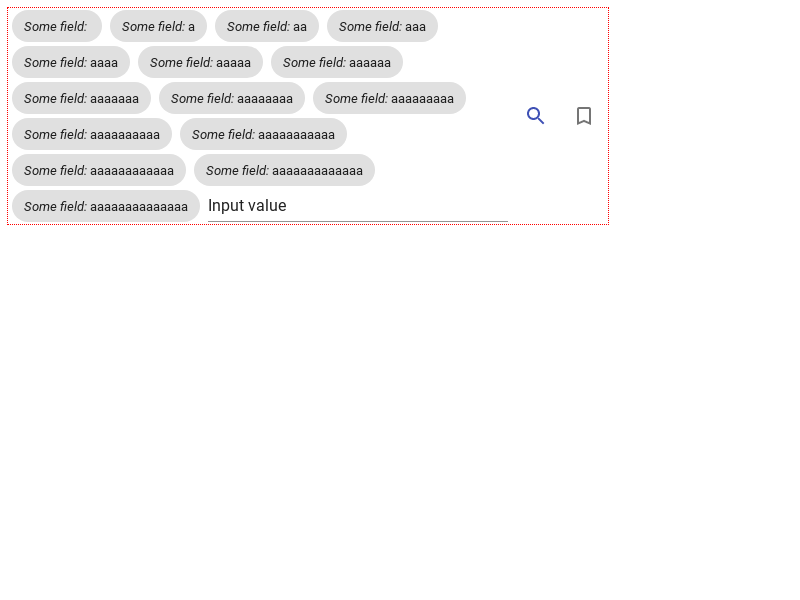 Some field: Some field: a Some field: aa Some field: aaa
Some field: aaaa Some field: aaaaa Some field: aaaaaa
Some field: aaaaaaa Some field: aaaaaaaa Some field: aaaaaaaaa
Some field: aaaaaaaaaa Some field: aaaaaaaaaaa
Some field: aaaaaaaaaaaa Some field: aaaaaaaaaaaaa
Some field: aaaaaaaaaaaaaa Input value